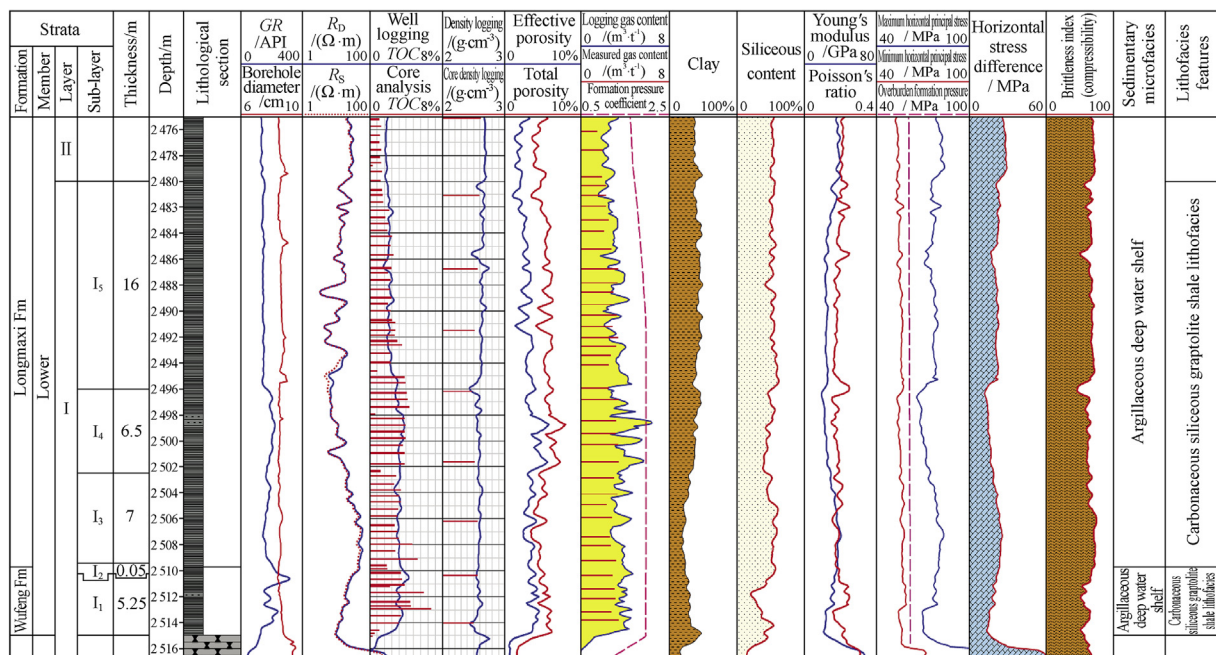 Strata
Formation
Member
Layer
Sub-layer
Thickness/m
Depth/m
Lithological
section
GR
/API
0 400
Borehole
diameter
/cm
6 10
R_D
/(Ω·m)
1 100
R_S
/(Ω·m)
1 100
Well
logging
0 TOC 8%
Core
analysis
0 TOC 8%
Density logging
/(g·cm⁻³)
2 3
Core density logging
/(g·cm⁻³)
2 3
Effective
porosity
0 10%
Total
porosity
0 10%
Logging gas content
0 /(m³·t⁻¹) 8
Measured gas content
0 /(m³·t⁻¹) 8
Formation pressure
coefficient
0.5 2.5
Clay
0 100%
Siliceous
content
0 100%
Young's
modulus
0 /GPa 80
Poisson's
ratio
0 0.4
Maximum horizontal principal stress
40 / MPa 100
Minimum horizontal principal stress
40 / MPa 100
Overburden formation pressure
40 / MPa 100
Horizontal
stress
difference
/ MPa
0 60
Brittleness index
(compressibility)
0 100
Sedimentary
microfacies
Lithofacies
features
Longmaxi Fm
Wufeng Fm
Lower
II
I
I₅
I₄
I₃
I₂
I₁
16
6.5
7
0.05
5.25
2 476
2 478
2 480
2 483
2 484
2 486
2 488
2 490
2 492
2 494
2 496
2 498
2 500
2 502
2 504
2 506
2 508
2 510
2 512
2 514
2 516
Argillaceous deep water shelf
Argillaceous
deep water
shelf
Carbonaceous siliceous graptolite shale lithofacies
Carbonaceous
siliceous graptolite
shale lithofacies